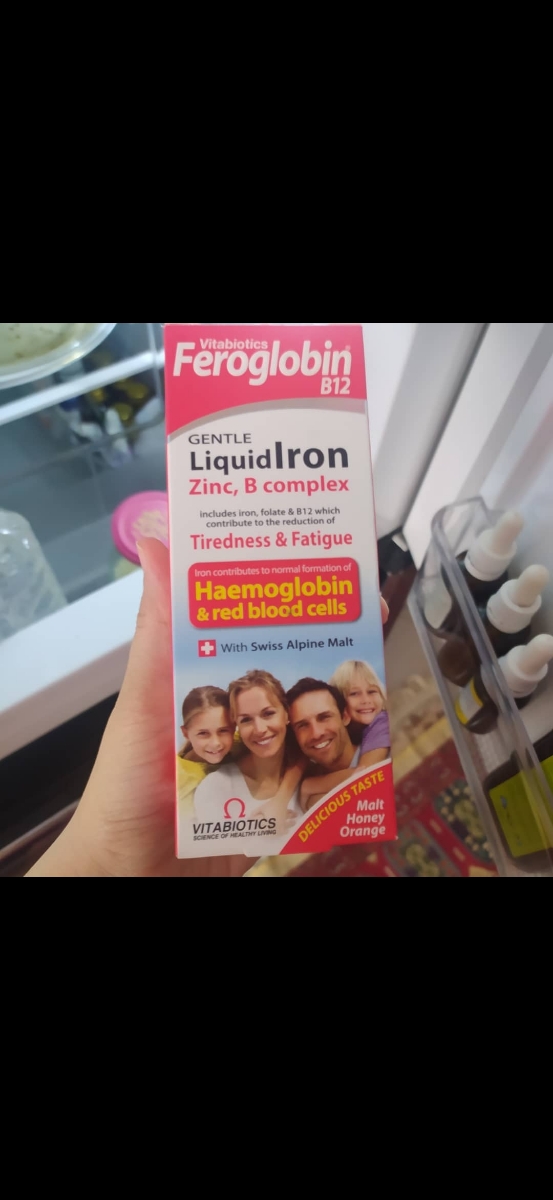 Vitabiotics
Feroglobin®
B12
GENTLE
LiquidIron
Zinc, B complex
includes iron, folate & B12 which
contribute to the reduction of
Tiredness & Fatigue
Iron contributes to normal formation of
Haemoglobin
& red blood cells
With Swiss Alpine Malt
VITABIOTICS
SCIENCE OF HEALTHY LIVING
DELICIOUS TASTE
Malt
Honey
Orange